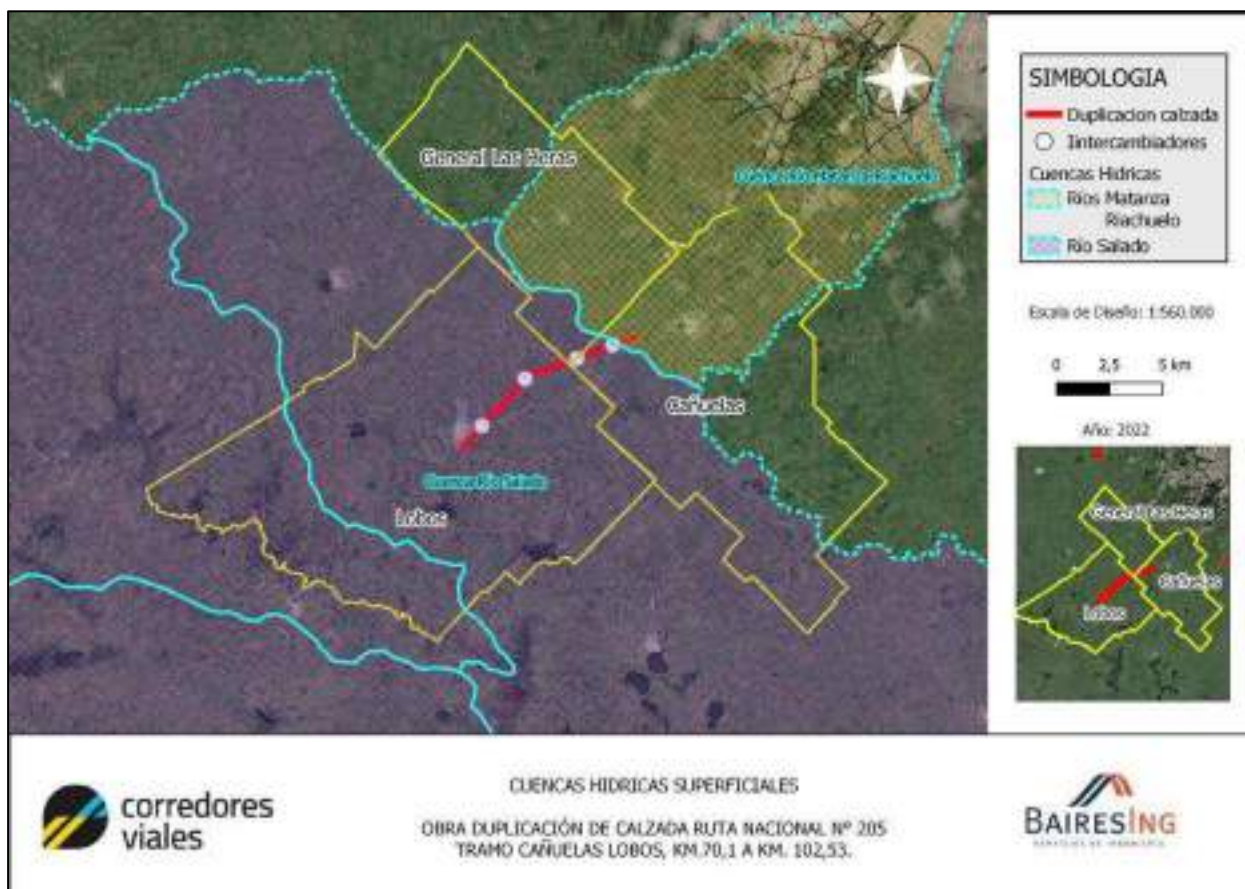 General Las Heras
Cañuelas
Cuenca Río Salado
Lobos
SIMBOLOGIA
Duplicacion calzada
Intercambiadores
Cuencas Hidricas
Rios Matanza
Riachuelo
Rio Salado
Escala de Diseño: 1:560.000
0 2,5 5 km
Año: 2022
General Las Heras
Cañuelas
Lobos
corredores
viales
CUENCAS HIDRICAS SUPERFICIALES
OBRA DUPLICACIÓN DE CALZADA RUTA NACIONAL Nº 205
TRAMO CAÑUELAS LOBOS, KM.70,1 A KM. 102,53.
BAIRESING